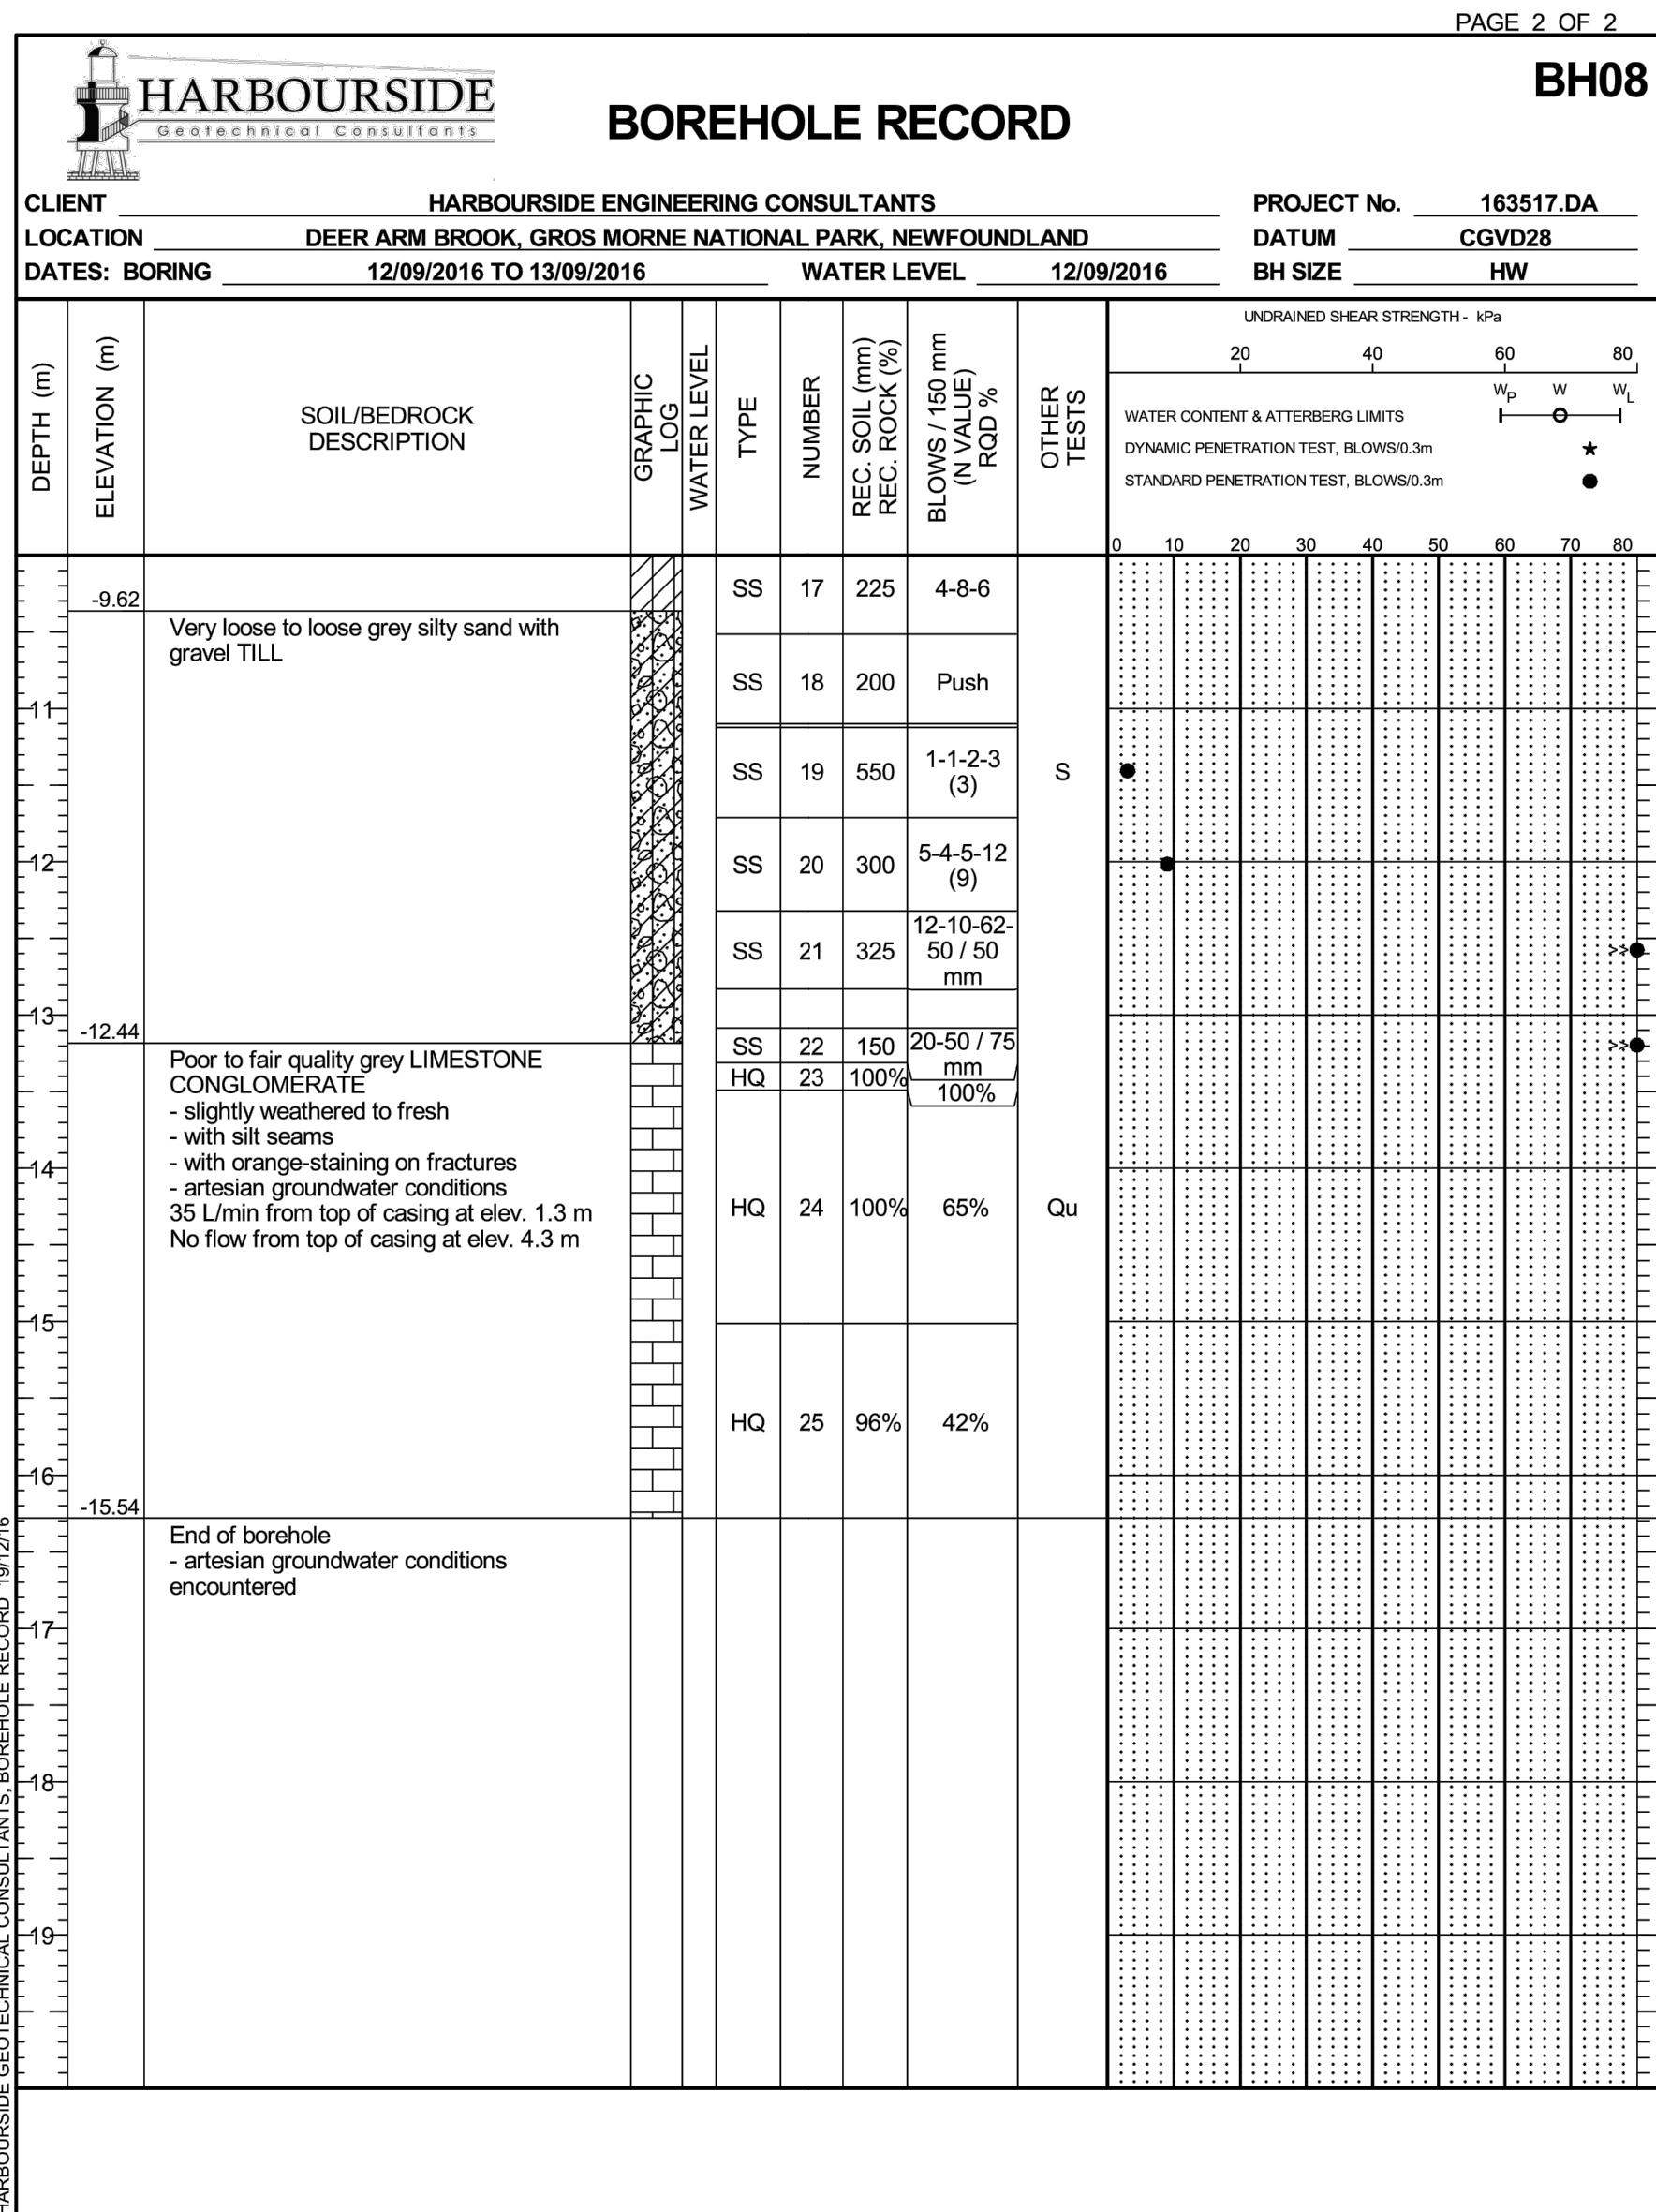 PAGE 2 OF 2
HARBOURSIDE
Geotechnical Consultants
BOREHOLE RECORD
BH08
CLIENT HARBOURSIDE ENGINEERING CONSULTANTS PROJECT No. 163517.DA
LOCATION DEER ARM BROOK, GROS MORNE NATIONAL PARK, NEWFOUNDLAND DATUM CGVD28
DATES: BORING 12/09/2016 TO 13/09/2016 WATER LEVEL 12/09/2016 BH SIZE HW
DEPTH (m)
ELEVATION (m)
SOIL/BEDROCK
DESCRIPTION
GRAPHIC
LOG
WATER LEVEL
TYPE
NUMBER
REC. SOIL (mm)
REC. ROCK (%)
BLOWS / 150 mm
(N VALUE)
RQD %
OTHER
TESTS
UNDRAINED SHEAR STRENGTH - kPa
20 40 60 80
WP W WL
WATER CONTENT & ATTERBERG LIMITS
DYNAMIC PENETRATION TEST, BLOWS/0.3m
STANDARD PENETRATION TEST, BLOWS/0.3m
0 10 20 30 40 50 60 70 80
SS 17 225 4-8-6
-9.62
Very loose to loose grey silty sand with
gravel TILL
SS 18 200 Push
11
SS 19 550 1-1-2-3
(3)
S
12
SS 20 300 5-4-5-12
(9)
SS 21 325 12-10-62-
50 / 50
mm
>>
13
-12.44
SS 22 150 20-50 / 75
mm
>>
HQ 23 100%
100%
Poor to fair quality grey LIMESTONE
CONGLOMERATE
- slightly weathered to fresh
- with silt seams
- with orange-staining on fractures
- artesian groundwater conditions
35 L/min from top of casing at elev. 1.3 m
No flow from top of casing at elev. 4.3 m
14
HQ 24 100% 65% Qu
15
HQ 25 96% 42%
16
-15.54
End of borehole
- artesian groundwater conditions
encountered
17
18
19
HARBOURSIDE GEOTECHNICAL CONSULTANTS, BOREHOLE RECORD 19/12/16